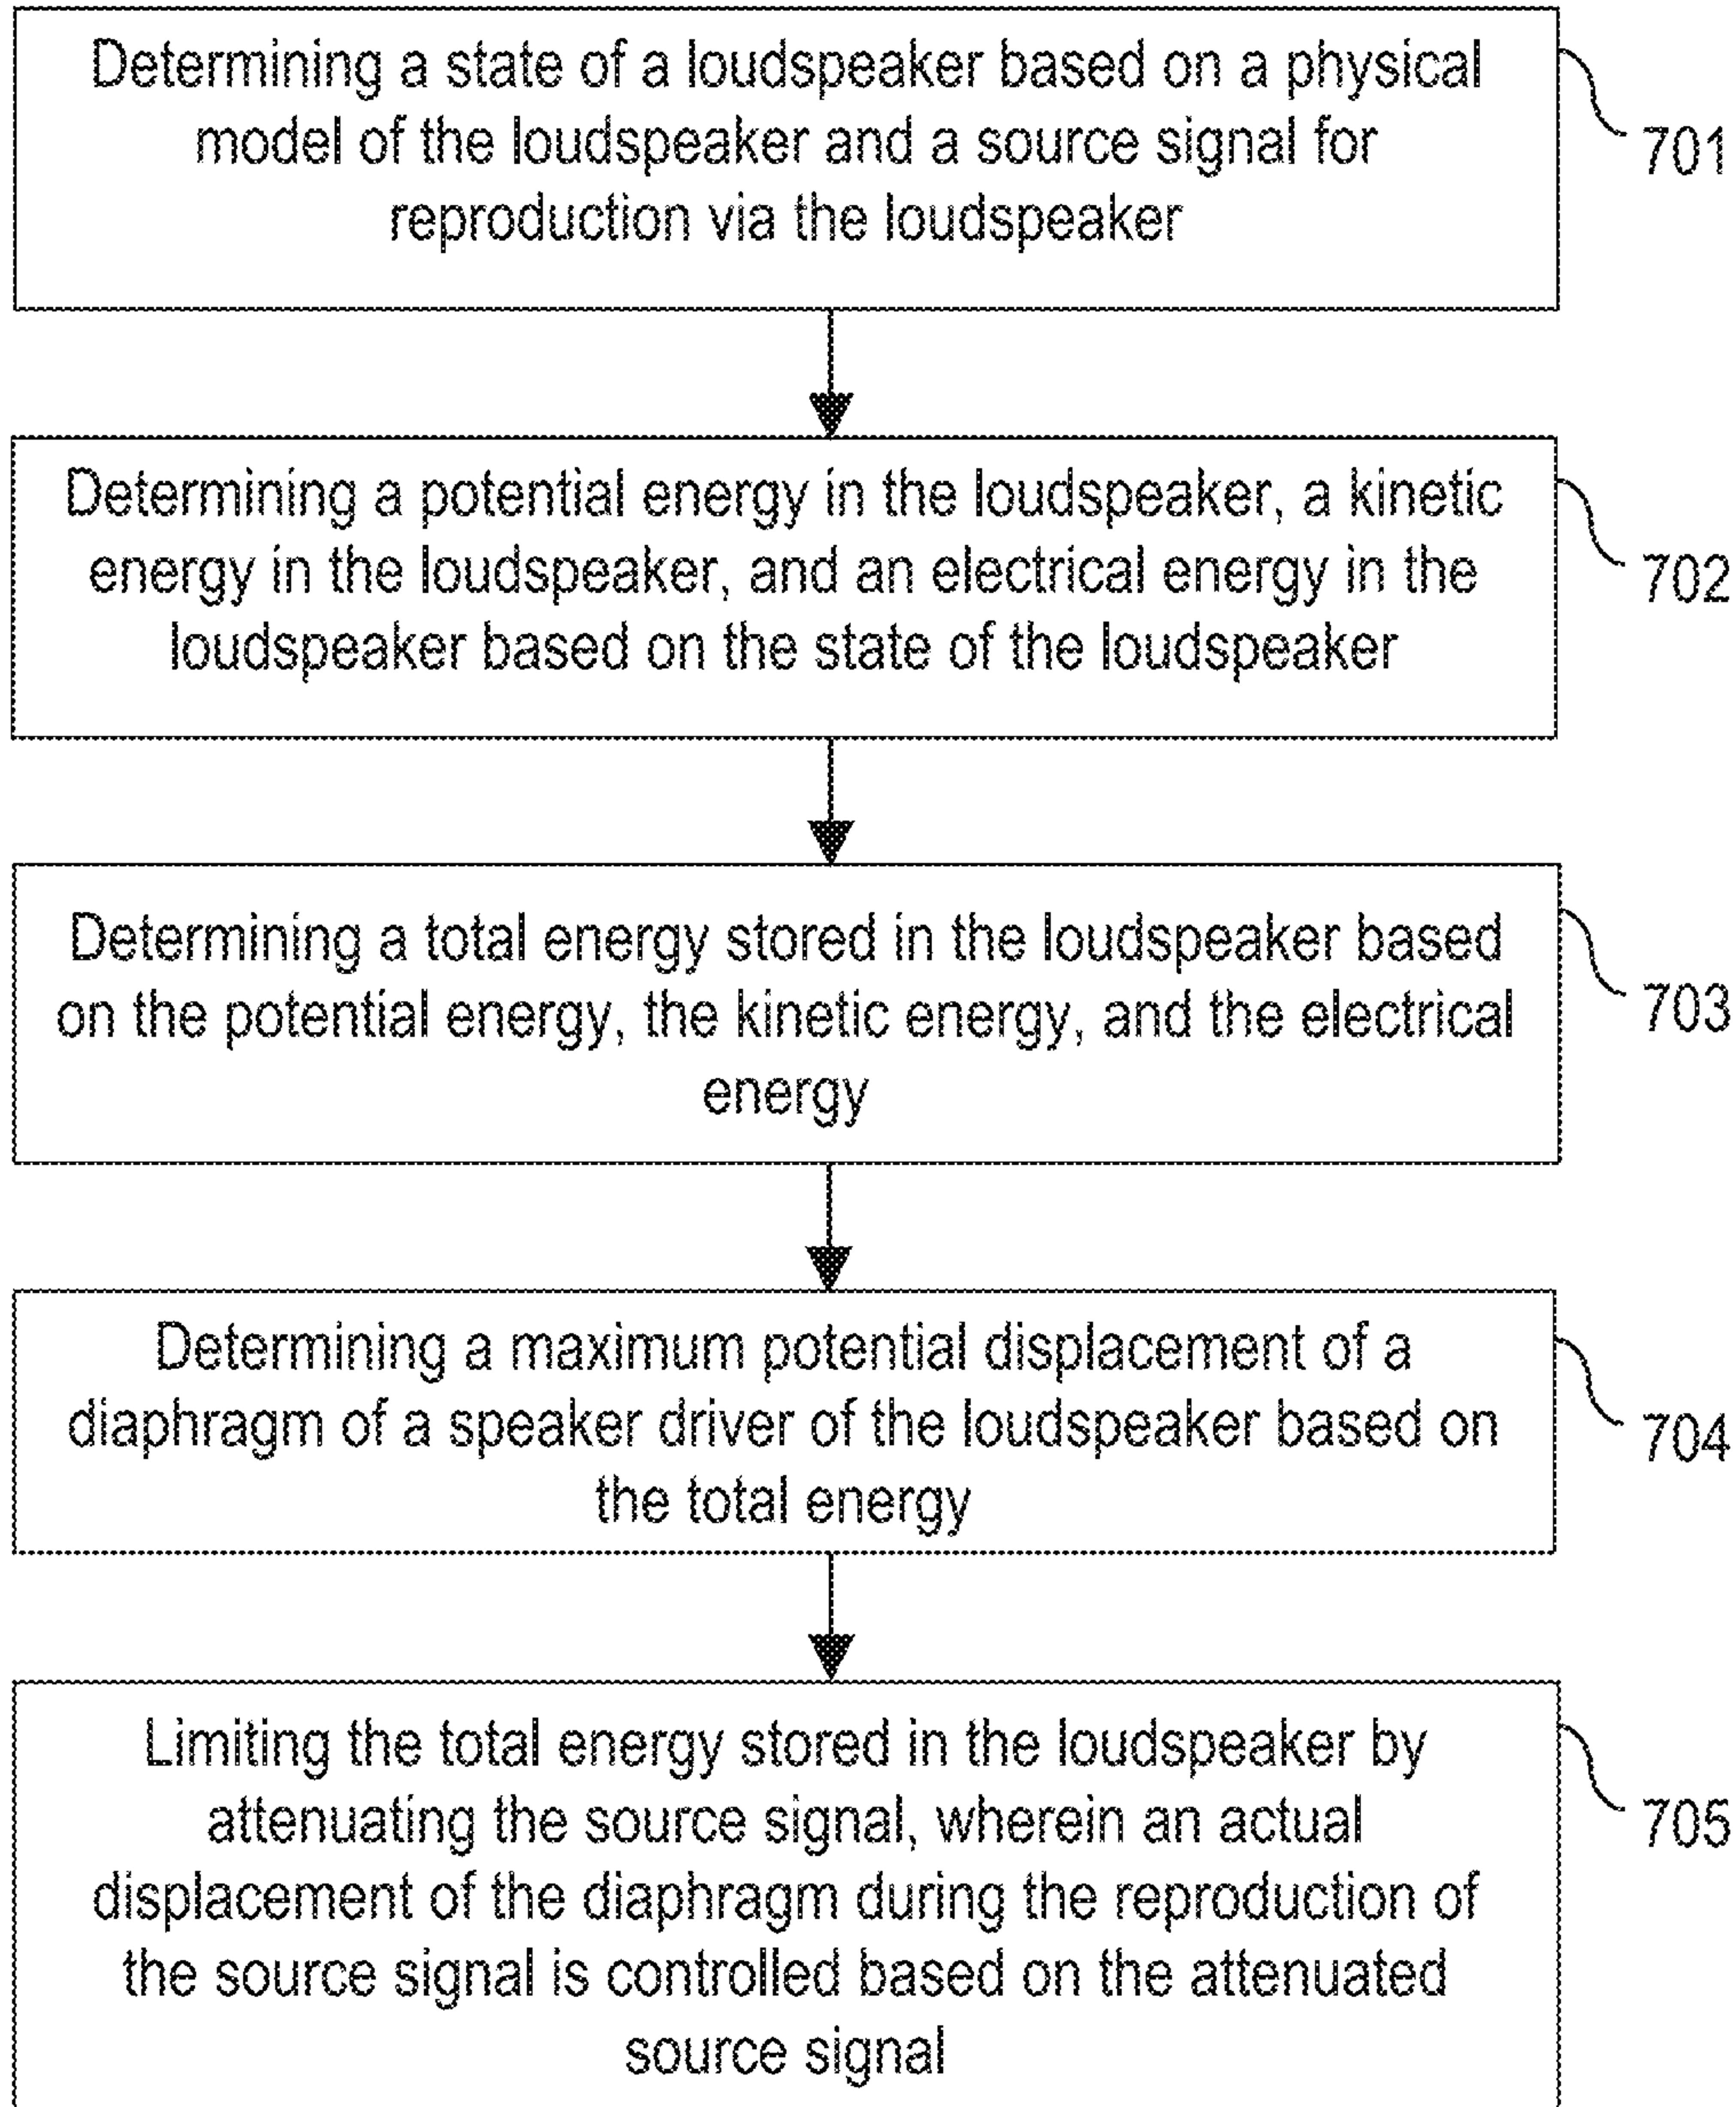 Determining a state of a loudspeaker based on a physical
model of the loudspeaker and a source signal for
reproduction via the loudspeaker
701
Determining a potential energy in the loudspeaker, a kinetic
energy in the loudspeaker, and an electrical energy in the
loudspeaker based on the state of the loudspeaker
702
Determining a total energy stored in the loudspeaker based
on the potential energy, the kinetic energy, and the electrical
energy
703
Determining a maximum potential displacement of a
diaphragm of a speaker driver of the loudspeaker based on
the total energy
704
Limiting the total energy stored in the loudspeaker by
attenuating the source signal, wherein an actual
displacement of the diaphragm during the reproduction of
the source signal is controlled based on the attenuated
source signal
705